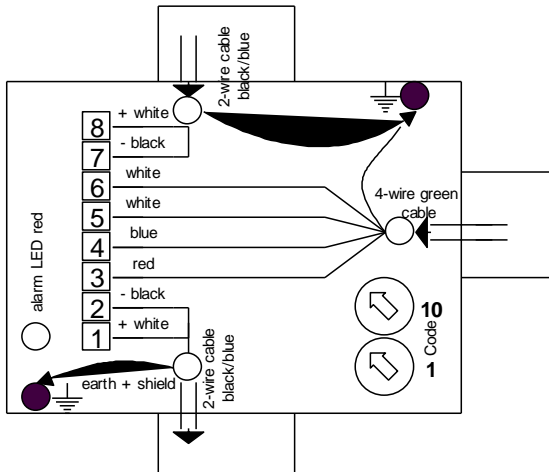 2-wire cable
black/blue
8 + white
7 - black
6 white
5 white
4 blue
3 red
2 - black
1 + white
4-wire green
cable
alarm LED red
10
Code
1
earth + shield
2-wire cable
black/blue